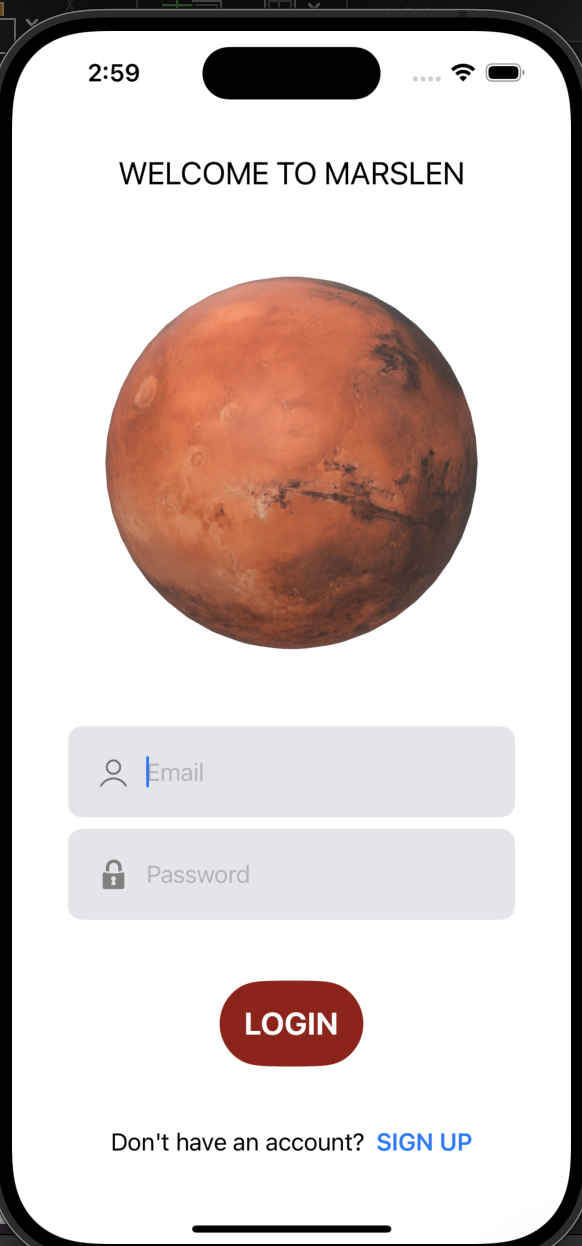 2:59
WELCOME TO MARSLEN
Email
Password
LOGIN
Don't have an account? SIGN UP